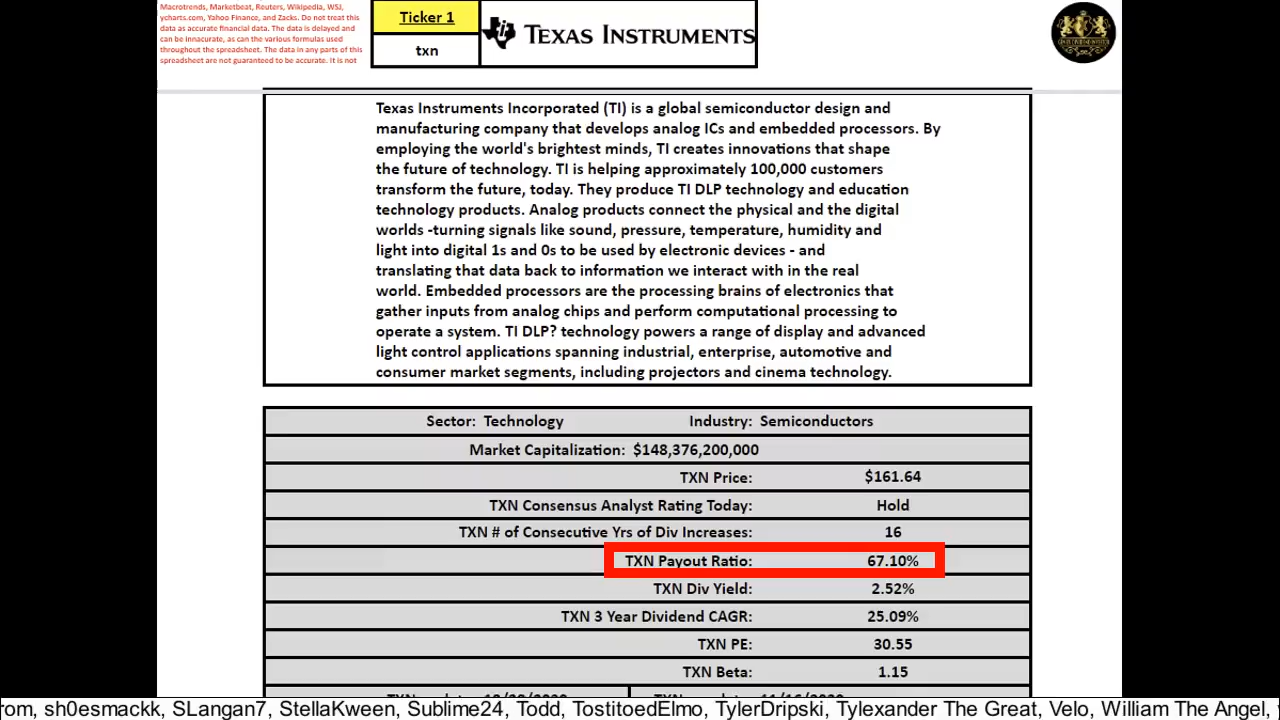 Macrotrends, Marketbeat, Reuters, Wikipedia, WSJ,
ycharts.com, Yahoo Finance, and Zacks. Do not treat this
data as accurate financial data. The data is delayed and
can be innacurate, as can the various formulas used
throughout the spreadsheet. The data in any parts of this
spreadsheet are not guaranteed to be accurate. It is not
Ticker 1
txn
TEXAS INSTRUMENTS
Texas Instruments Incorporated (TI) is a global semiconductor design and
manufacturing company that develops analog ICs and embedded processors. By
employing the world's brightest minds, TI creates innovations that shape
the future of technology. TI is helping approximately 100,000 customers
transform the future, today. They produce TI DLP technology and education
technology products. Analog products connect the physical and the digital
worlds -turning signals like sound, pressure, temperature, humidity and
light into digital 1s and 0s to be used by electronic devices - and
translating that data back to information we interact with in the real
world. Embedded processors are the processing brains of electronics that
gather inputs from analog chips and perform computational processing to
operate a system. TI DLP? technology powers a range of display and advanced
light control applications spanning industrial, enterprise, automotive and
consumer market segments, including projectors and cinema technology.
Sector: Technology Industry: Semiconductors
Market Capitalization: $148,376,200,000
TXN Price: $161.64
TXN Consensus Analyst Rating Today: Hold
TXN # of Consecutive Yrs of Div Increases: 16
TXN Payout Ratio: 67.10%
TXN Div Yield: 2.52%
TXN 3 Year Dividend CAGR: 25.09%
TXN PE: 30.55
TXN Beta: 1.15
rom, sh0esmackk, SLangan7, StellaKween, Sublime24, Todd, TostitoedElmo, TylerDripski, Tylexander The Great, Velo, William The Angel,